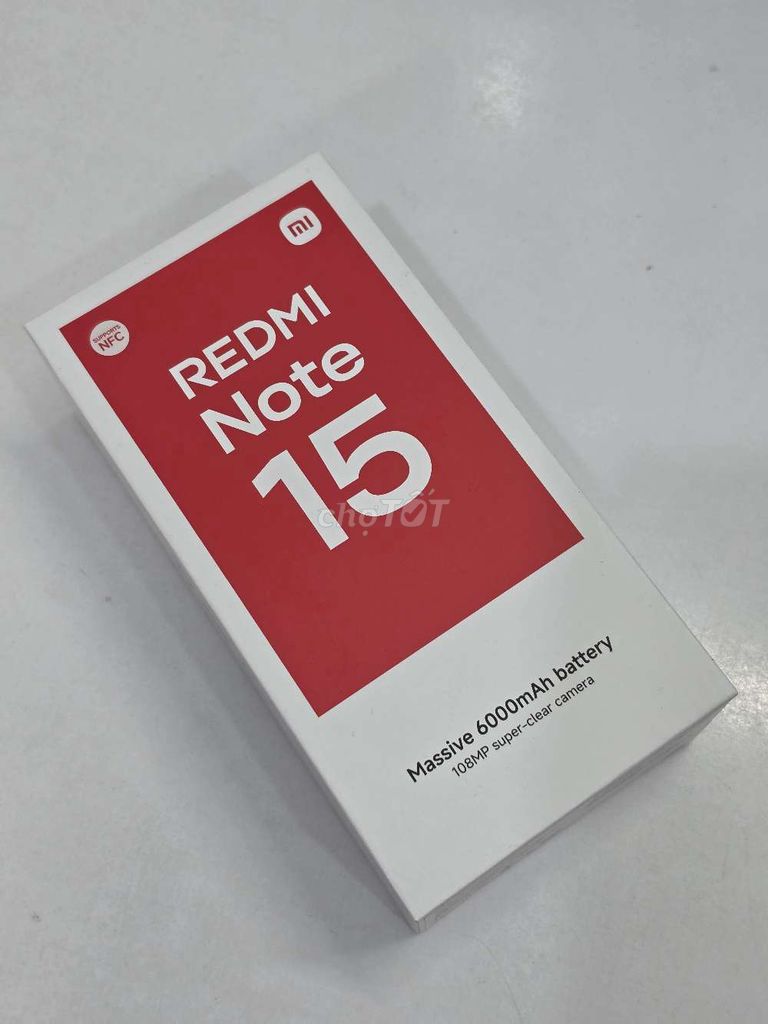 mi
SUPPORTS
NFC
REDMI
Note
15
chợTỐT
Massive 6000mAh battery
108MP super-clear camera